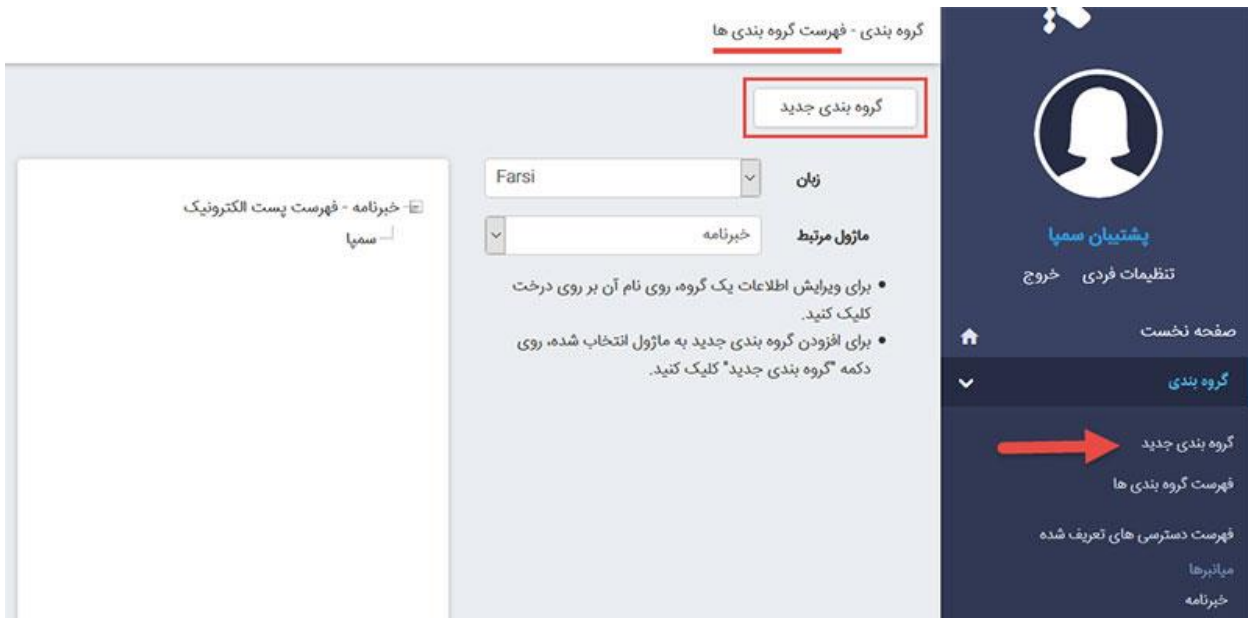 گروه بندی - فهرست گروه بندی ها
گروه بندی جدید
زبان
Farsi
ماژول مرتبط
خبرنامه
برای ویرایش اطلاعات یک گروه، روی نام آن بر روی درخت
کلیک کنید.
برای افزودن گروه بندی جدید به ماژول انتخاب شده، روی
دکمه "گروه بندی جدید" کلیک کنید.
خبرنامه - فهرست پست الکترونیک
سمپا
پشتیبان سمپا
تنظیمات فردی خروج
صفحه نخست
گروه بندی
گروه بندی جدید
فهرست گروه بندی ها
فهرست دسترسی های تعریف شده
میانبرها
خبرنامه